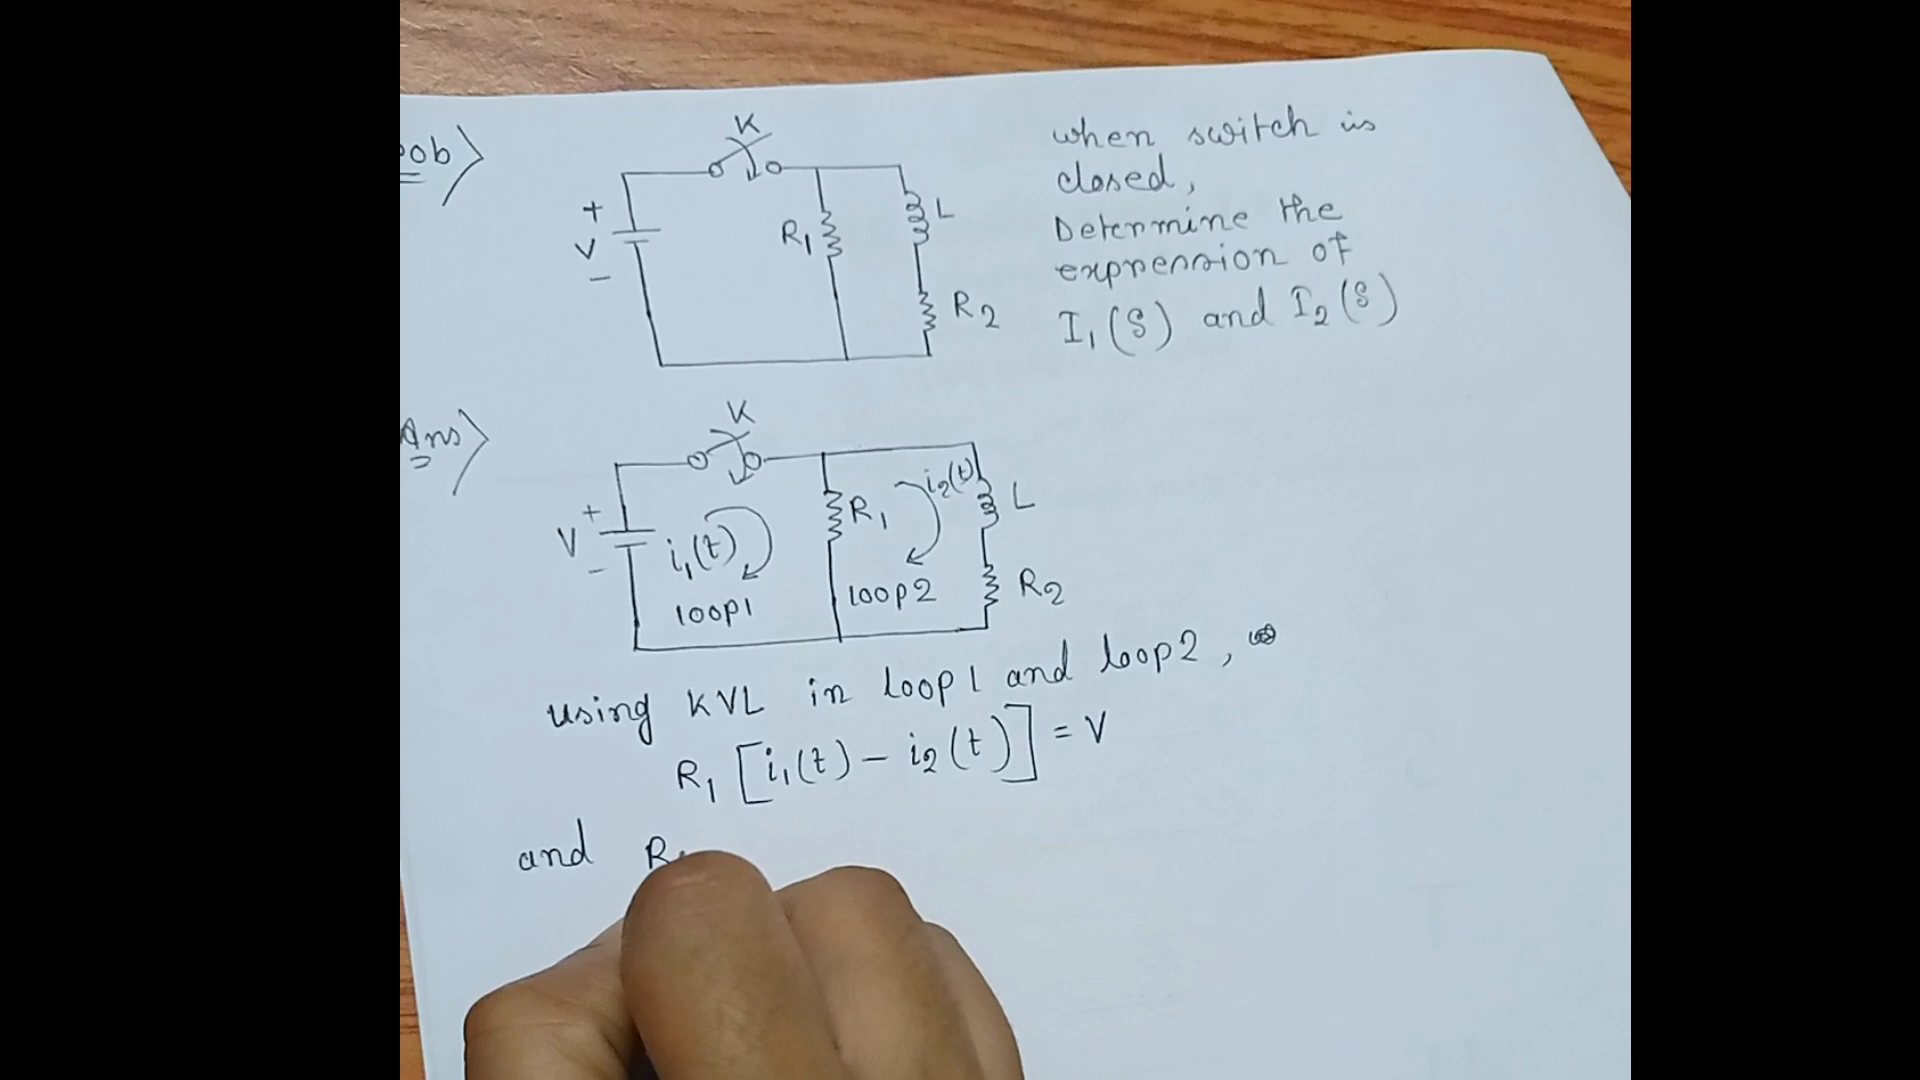 ob>
K
+
V
-
R1
L
R2
when switch is
closed,
Determine the
expression of
I1(S) and I2(S)
Ans>
K
+
V
-
i1(t)
loop1
R1
i2(t)
loop2
L
R2
using KVL in loop1 and loop2,
R1 [i1(t) - i2(t)] = V
and R